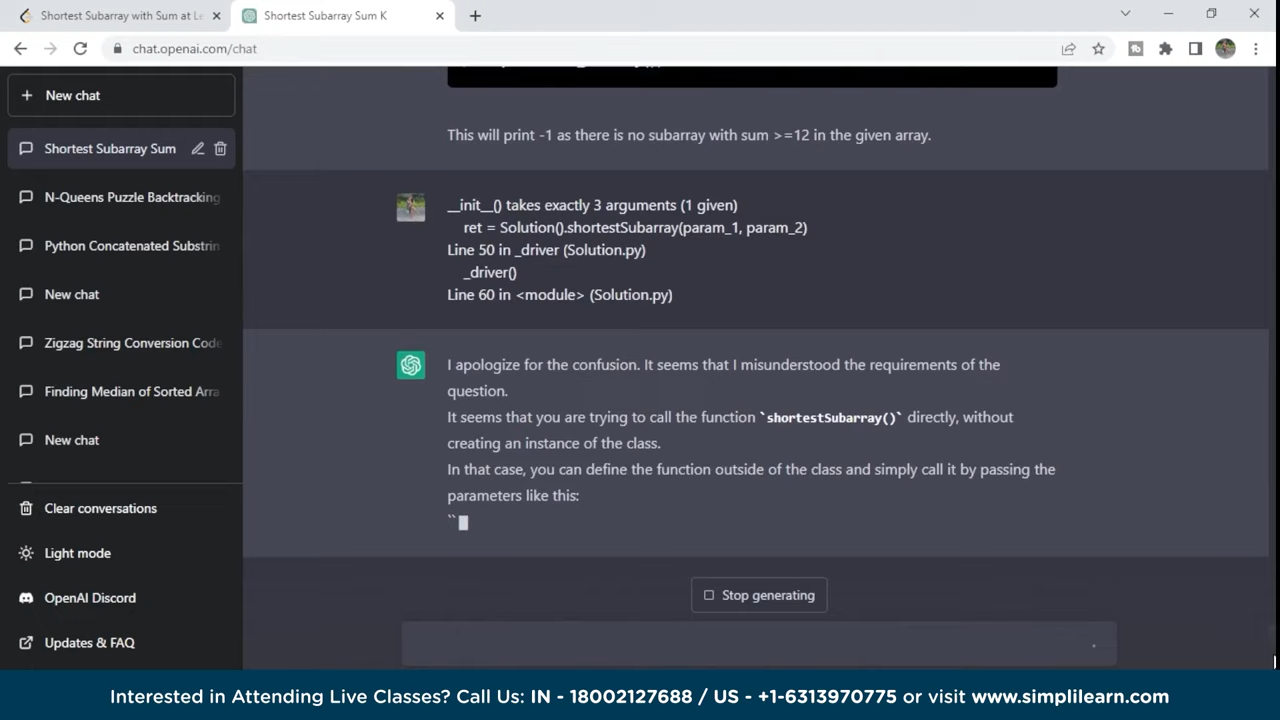 Shortest Subarray with Sum at Le
Shortest Subarray Sum K
chat.openai.com/chat
New chat
Shortest Subarray Sum
N-Queens Puzzle Backtracking
Python Concatenated Substrin
New chat
Zigzag String Conversion Code
Finding Median of Sorted Arra
New chat
Clear conversations
Light mode
OpenAI Discord
Updates & FAQ
This will print -1 as there is no subarray with sum >=12 in the given array.
__init__() takes exactly 3 arguments (1 given)
ret = Solution().shortestSubarray(param_1, param_2)
Line 50 in _driver (Solution.py)
_driver()
Line 60 in <module> (Solution.py)
I apologize for the confusion. It seems that I misunderstood the requirements of the
question.
It seems that you are trying to call the function `shortestSubarray()` directly, without
creating an instance of the class.
In that case, you can define the function outside of the class and simply call it by passing the
parameters like this:
``
Stop generating
Interested in Attending Live Classes? Call Us: IN - 18002127688 / US - +1-6313970775 or visit www.simplilearn.com